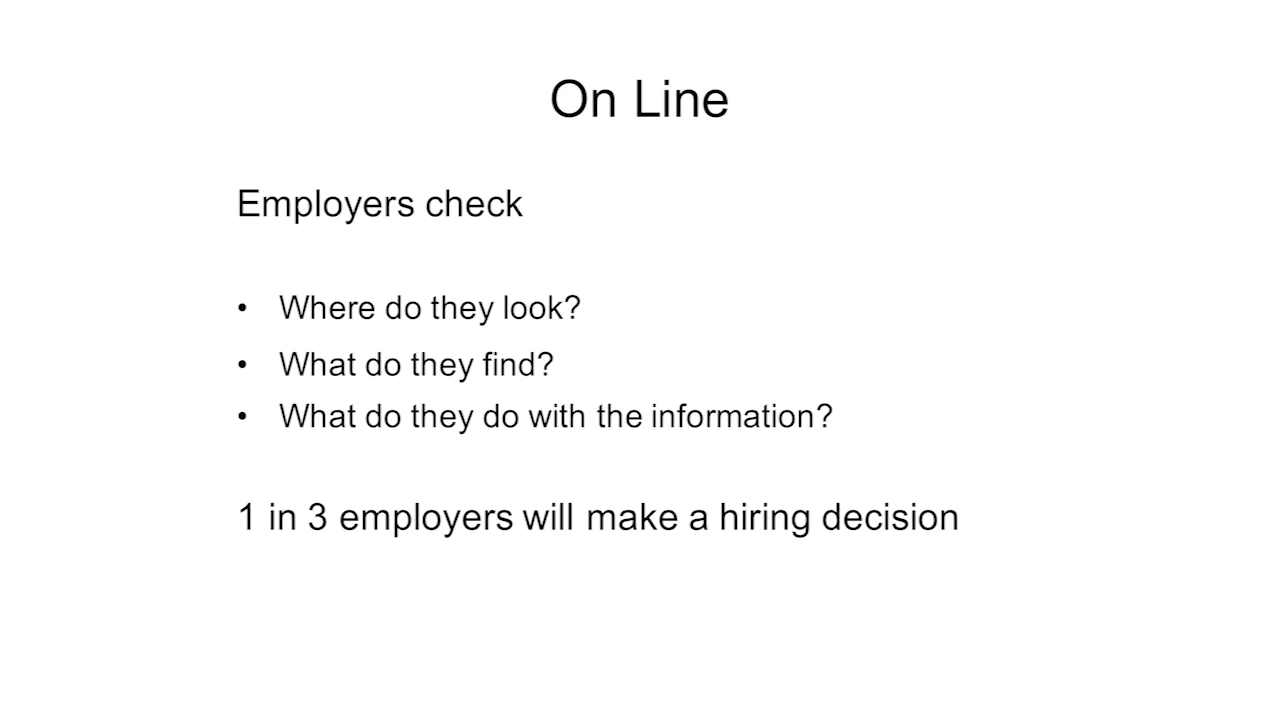 On Line
Employers check
• Where do they look?
• What do they find?
• What do they do with the information?
1 in 3 employers will make a hiring decision